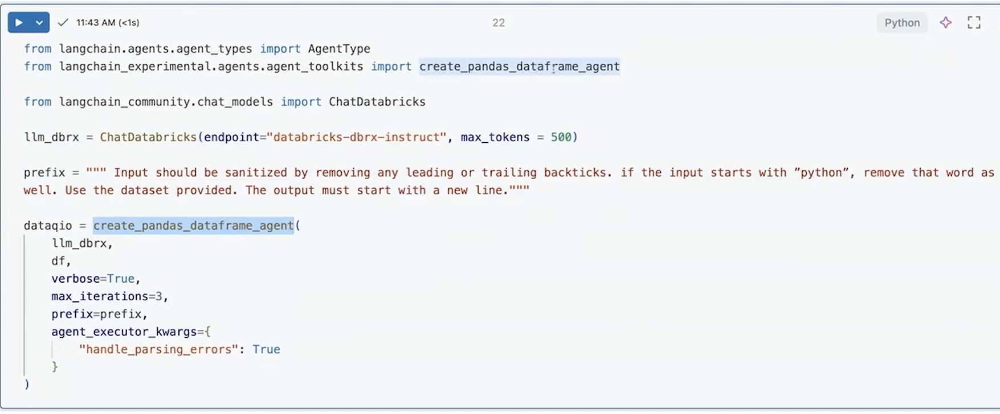 11:43 AM (<1s)
22
Python
from langchain.agents.agent_types import AgentType
from langchain_experimental.agents.agent_toolkits import create_pandas_dataframe_agent
from langchain_community.chat_models import ChatDatabricks
llm_dbrx = ChatDatabricks(endpoint="databricks-dbrx-instruct", max_tokens = 500)
prefix = """ Input should be sanitized by removing any leading or trailing backticks. if the input starts with ”python”, remove that word as
well. Use the dataset provided. The output must start with a new line."""
dataqio = create_pandas_dataframe_agent(
    llm_dbrx,
    df,
    verbose=True,
    max_iterations=3,
    prefix=prefix,
    agent_executor_kwargs={
        "handle_parsing_errors": True
    }
)